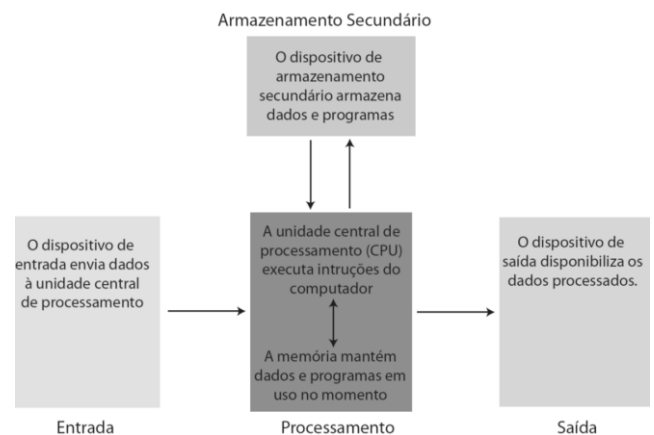 Armazenamento Secundário
O dispositivo de
armazenamento
secundário armazena
dados e programas
O dispositivo de
entrada envia dados
à unidade central
de processamento
A unidade central de
processamento (CPU)
executa intruções do
computador
A memória mantém
dados e programas em
uso no momento
O dispositivo de
saída disponibiliza os
dados processados.
Entrada
Processamento
Saída